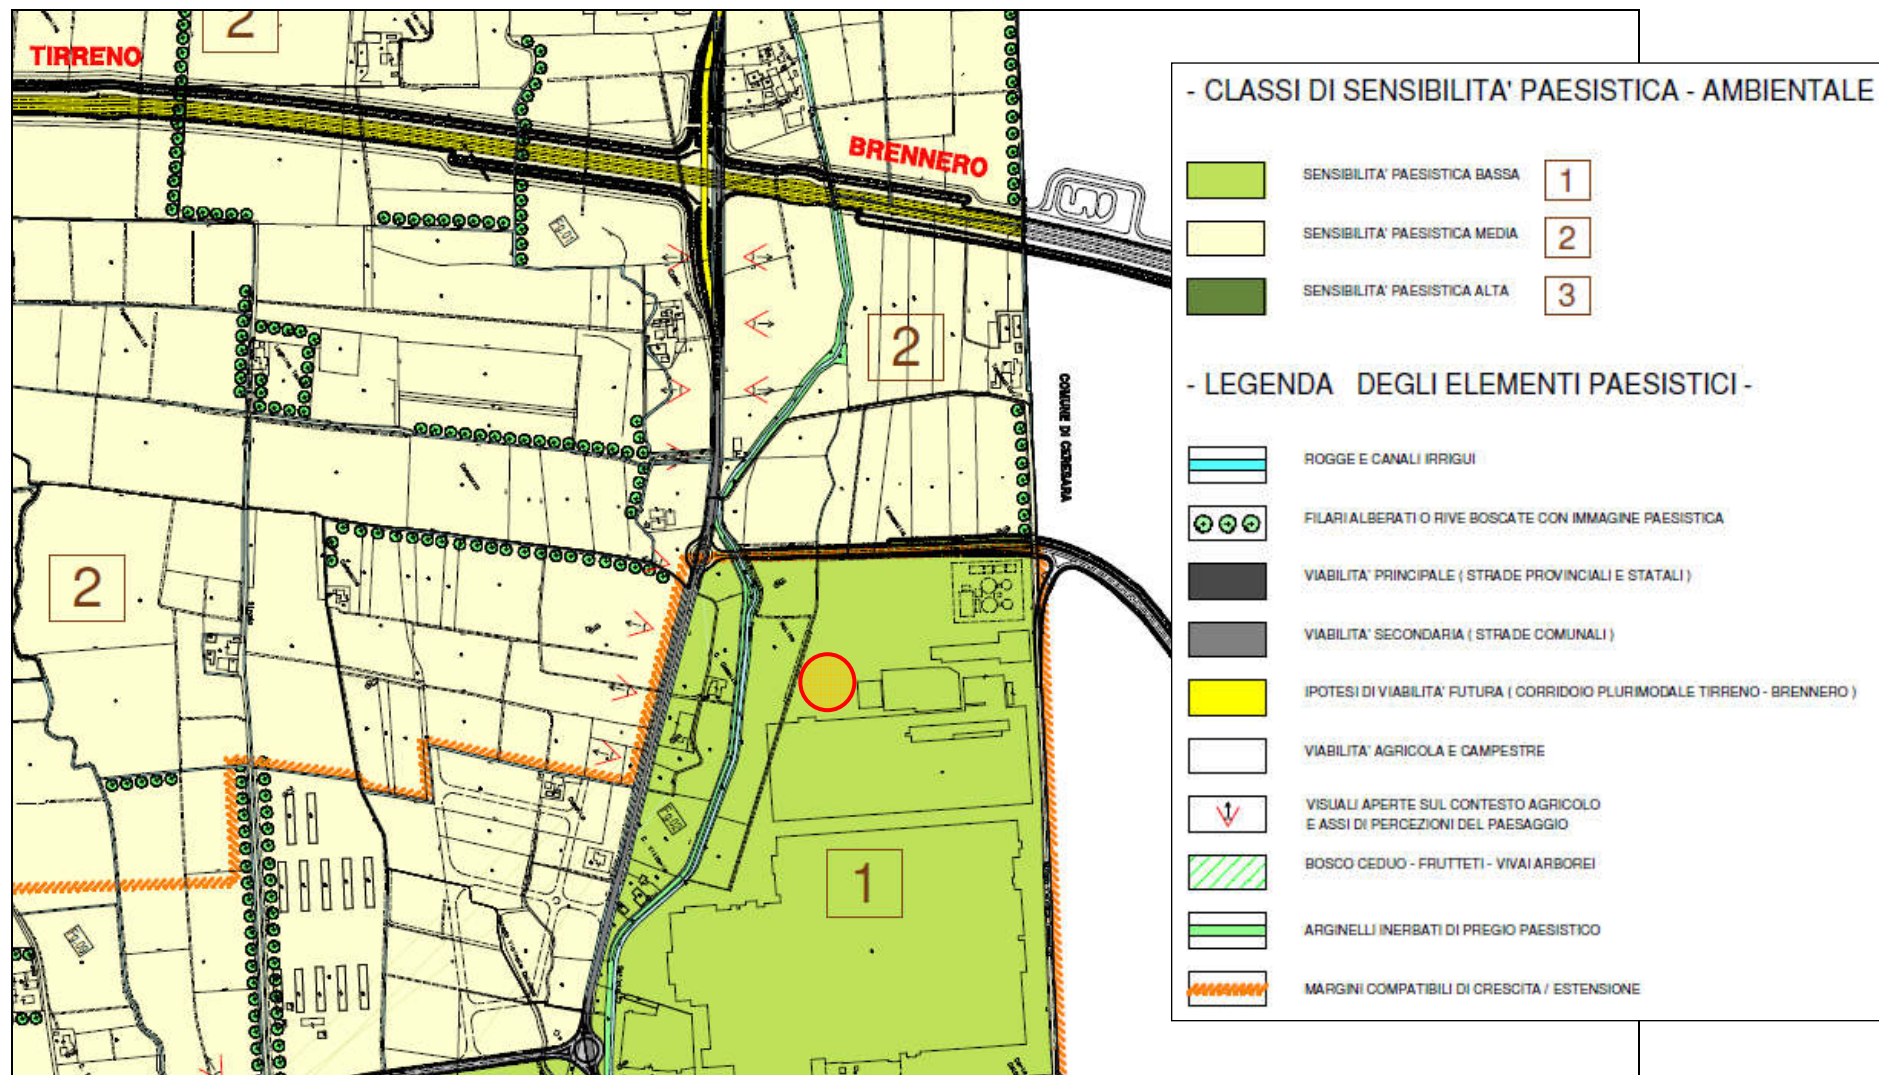 2
TIRRENO
BRENNERO
2
COMUNE DI CERESARA
2
1
- CLASSI DI SENSIBILITA' PAESISTICA - AMBIENTALE
SENSIBILITA' PAESISTICA BASSA 1
SENSIBILITA' PAESISTICA MEDIA 2
SENSIBILITA' PAESISTICA ALTA 3
- LEGENDA DEGLI ELEMENTI PAESISTICI -
ROGGE E CANALI IRRIGUI
FILARI ALBERATI O RIVE BOSCATE CON IMMAGINE PAESISTICA
VIABILITA' PRINCIPALE ( STRADE PROVINCIALI E STATALI )
VIABILITA' SECONDARIA ( STRADE COMUNALI )
IPOTESI DI VIABILITA' FUTURA ( CORRIDOIO PLURIMODALE TIRRENO - BRENNERO )
VIABILITA' AGRICOLA E CAMPESTRE
VISUALI APERTE SUL CONTESTO AGRICOLO
E ASSI DI PERCEZIONI DEL PAESAGGIO
BOSCO CEDUO - FRUTTETI - VIVAI ARBOREI
ARGINELLI INERBATI DI PREGIO PAESISTICO
MARGINI COMPATIBILI DI CRESCITA / ESTENSIONE